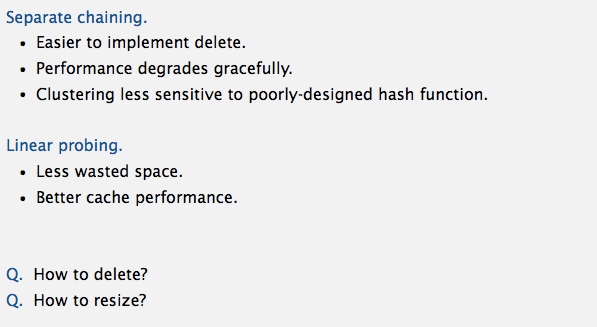 Separate chaining.
• Easier to implement delete.
• Performance degrades gracefully.
• Clustering less sensitive to poorly-designed hash function.
Linear probing.
• Less wasted space.
• Better cache performance.
Q. How to delete?
Q. How to resize?